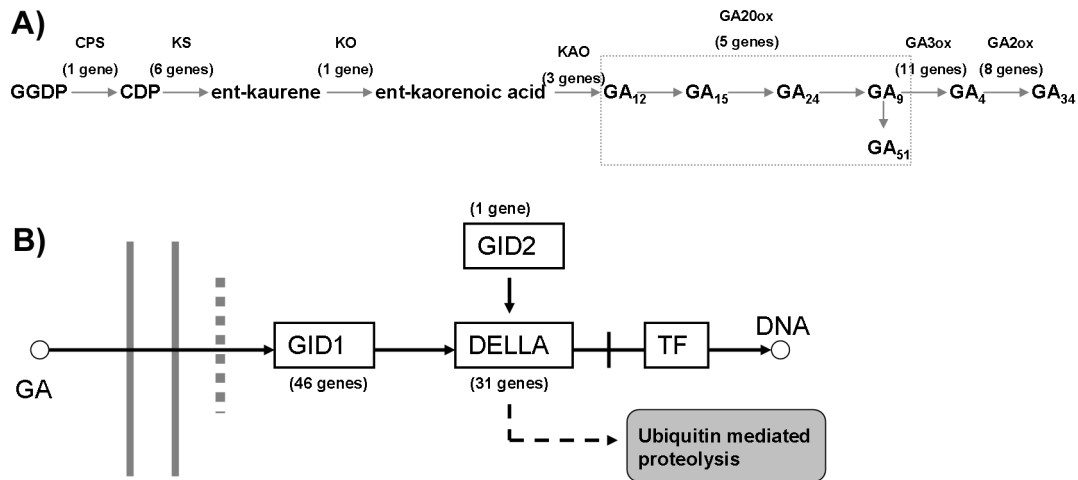 A)
CPS
(1 gene)
KS
(6 genes)
KO
(1 gene)
KAO
(3 genes)
GA20ox
(5 genes)
GA3ox
(11 genes)
GA2ox
(8 genes)
GGDP CDP ent-kaurene ent-kaorenoic acid GA12 GA15 GA24 GA9 GA4 GA34
GA51
B)
(1 gene)
GID2
GA
GID1
(46 genes)
DELLA
(31 genes)
TF
DNA
Ubiquitin mediated
proteolysis